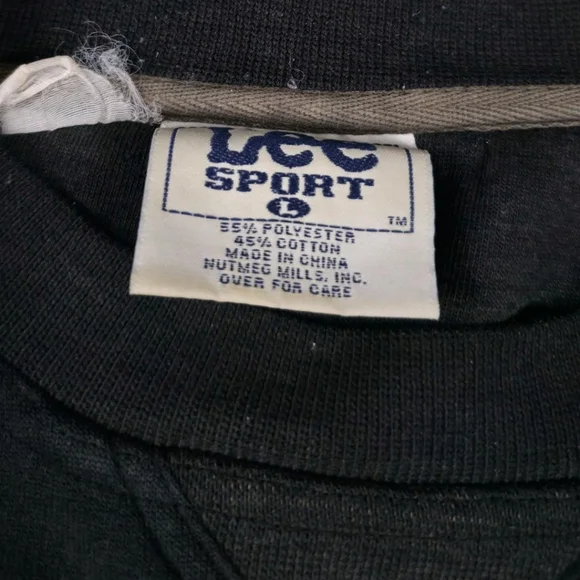 Lee
SPORT
L
TM
55% POLYESTER
45% COTTON
MADE IN CHINA
NUTMEG MILLS, INC.
OVER FOR CARE